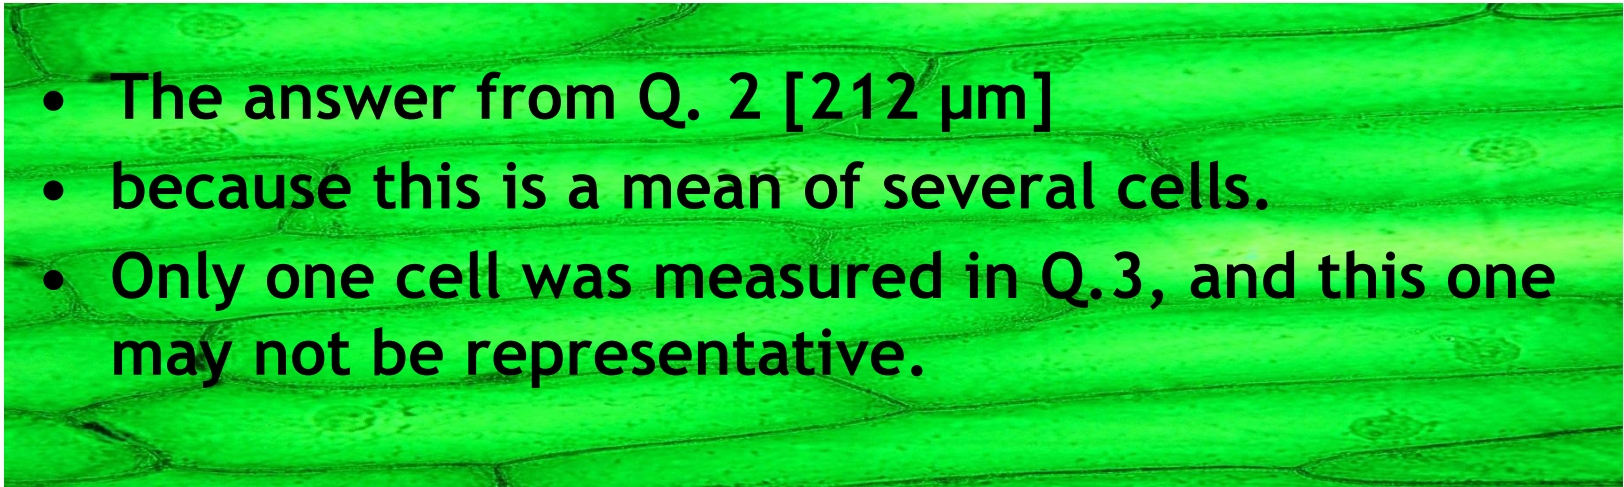 • The answer from Q. 2 [212 µm]
• because this is a mean of several cells.
• Only one cell was measured in Q.3, and this one
may not be representative.